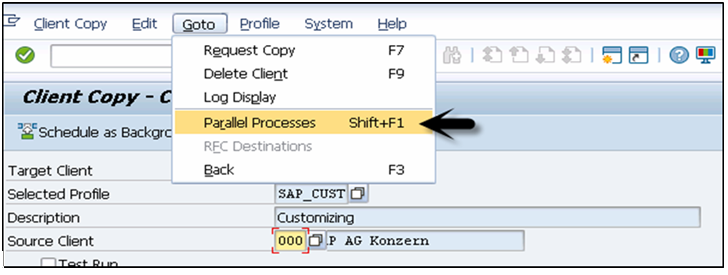 Client Copy Edit Goto Profile System Help
Request Copy F7
Delete Client F9
Client Copy - C
Log Display
Parallel Processes Shift+F1
Schedule as Backgro
RFC Destinations
Target Client
Back F3
Selected Profile SAP_CUST
Description Customizing
Source Client 000 P AG Konzern
Test Run